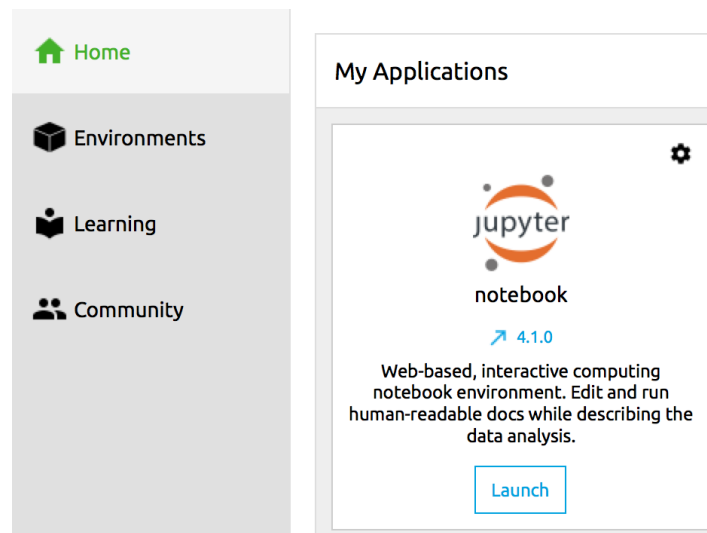 Home
Environments
Learning
Community
My Applications
jupyter
notebook
4.1.0
Web-based, interactive computing
notebook environment. Edit and run
human-readable docs while describing the
data analysis.
Launch